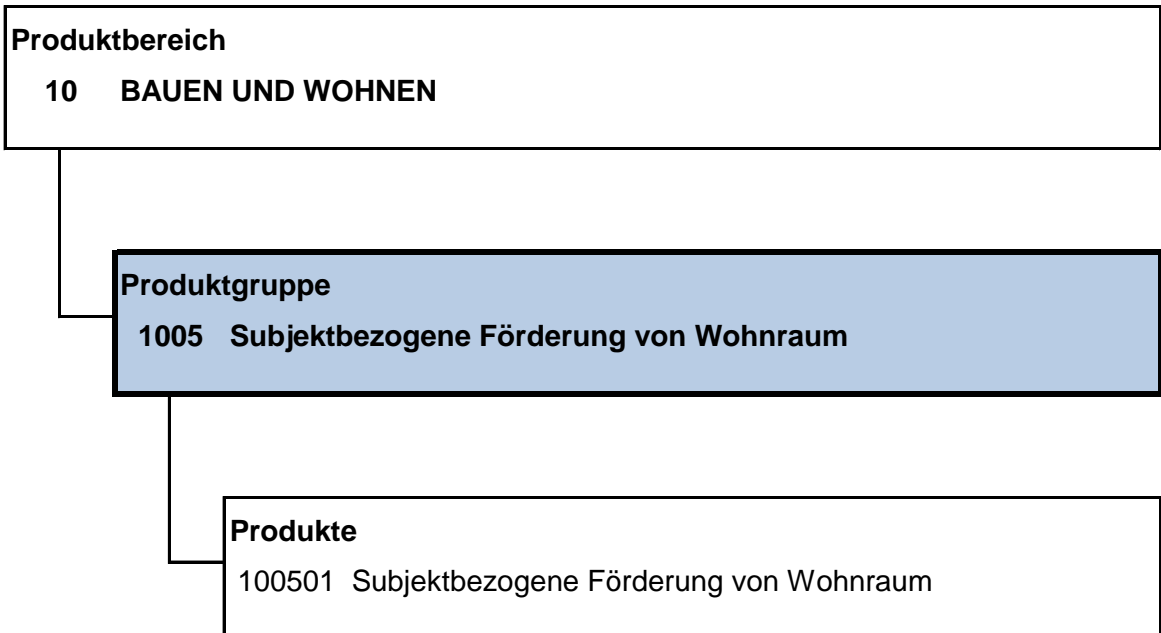 Produktbereich
10 BAUEN UND WOHNEN
Produktgruppe
1005 Subjektbezogene Förderung von Wohnraum
Produkte
100501 Subjektbezogene Förderung von Wohnraum